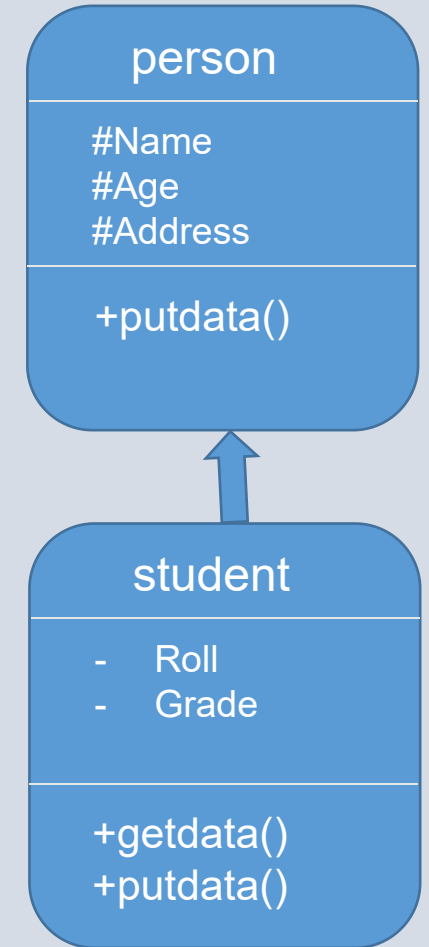 person
#Name
#Age
#Address
+putdata()
student
- Roll
- Grade
+getdata()
+putdata()